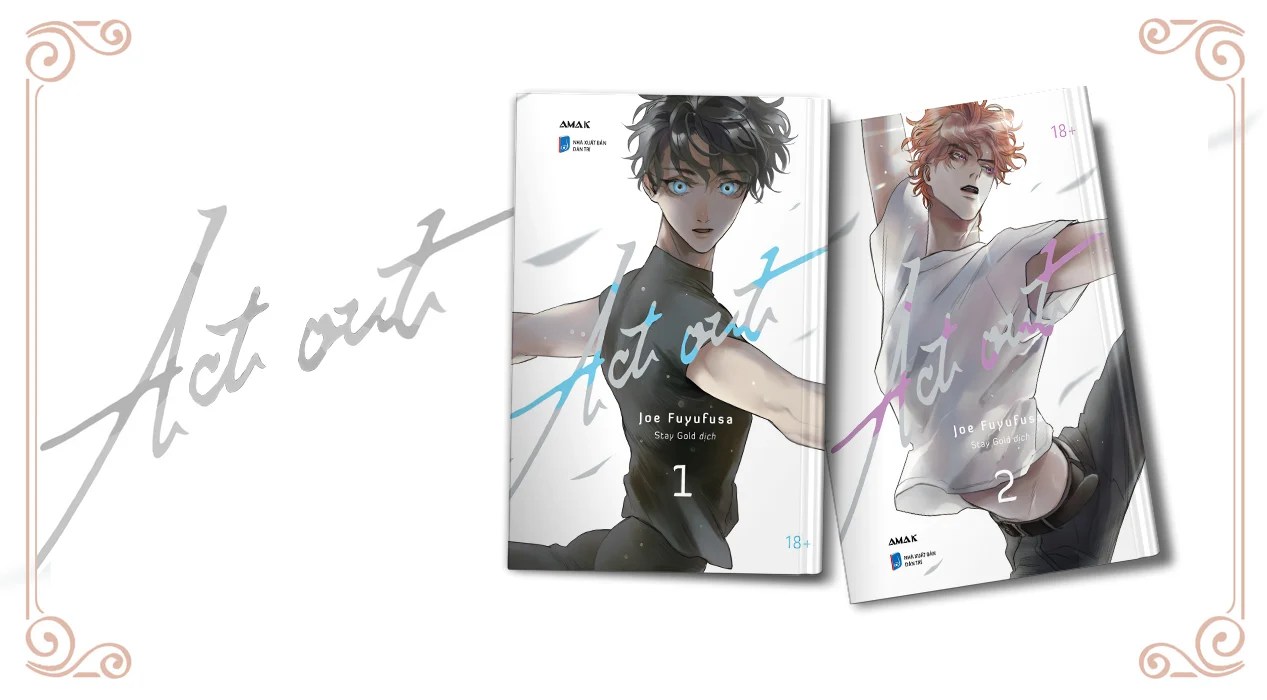 Act out
AMAK
NHÀ XUẤT BẢN
DÂN TRÍ
Act out
Joe Fuyufusa
Stay Gold dịch
1
18+
18+
Act out
Joe Fuyufus
Stay Gold dịch
2
AMAK
NHÀ XUẤT BẢN
DÂN TRÍ